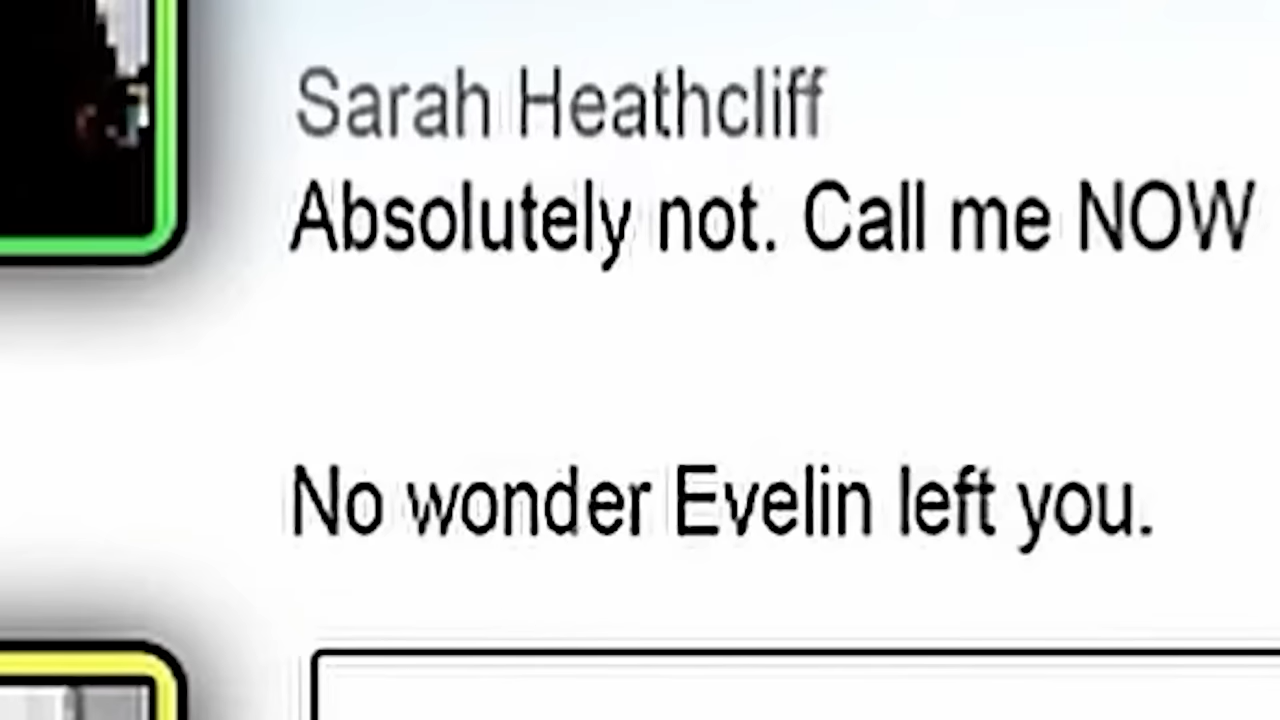 Sarah Heathcliff
Absolutely not. Call me NOW
No wonder Evelin left you.